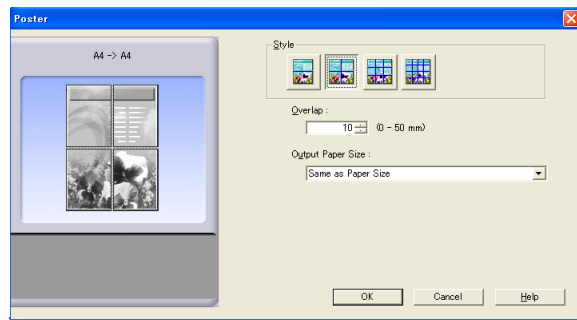 Poster
A4 -> A4
Style
Overlap :
10 (0 - 50 mm)
Output Paper Size :
Same as Paper Size
OK Cancel Help